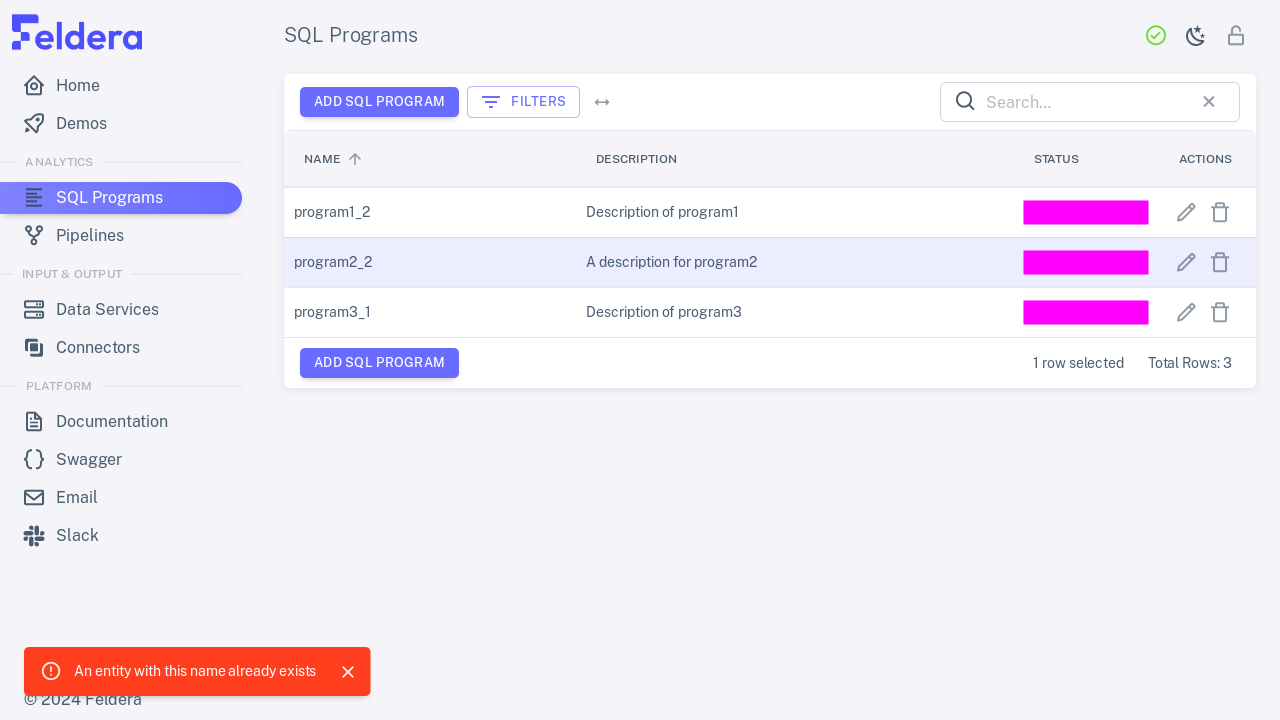 Feldera
SQL Programs
Home
Demos
ANALYTICS
SQL Programs
Pipelines
INPUT & OUTPUT
Data Services
Connectors
PLATFORM
Documentation
Swagger
Email
Slack
ADD SQL PROGRAM
FILTERS
Search...
NAME DESCRIPTION STATUS ACTIONS
program1_2 Description of program1
program2_2 A description for program2
program3_1 Description of program3
ADD SQL PROGRAM
1 row selected Total Rows: 3
An entity with this name already exists
© 2024 Feldera